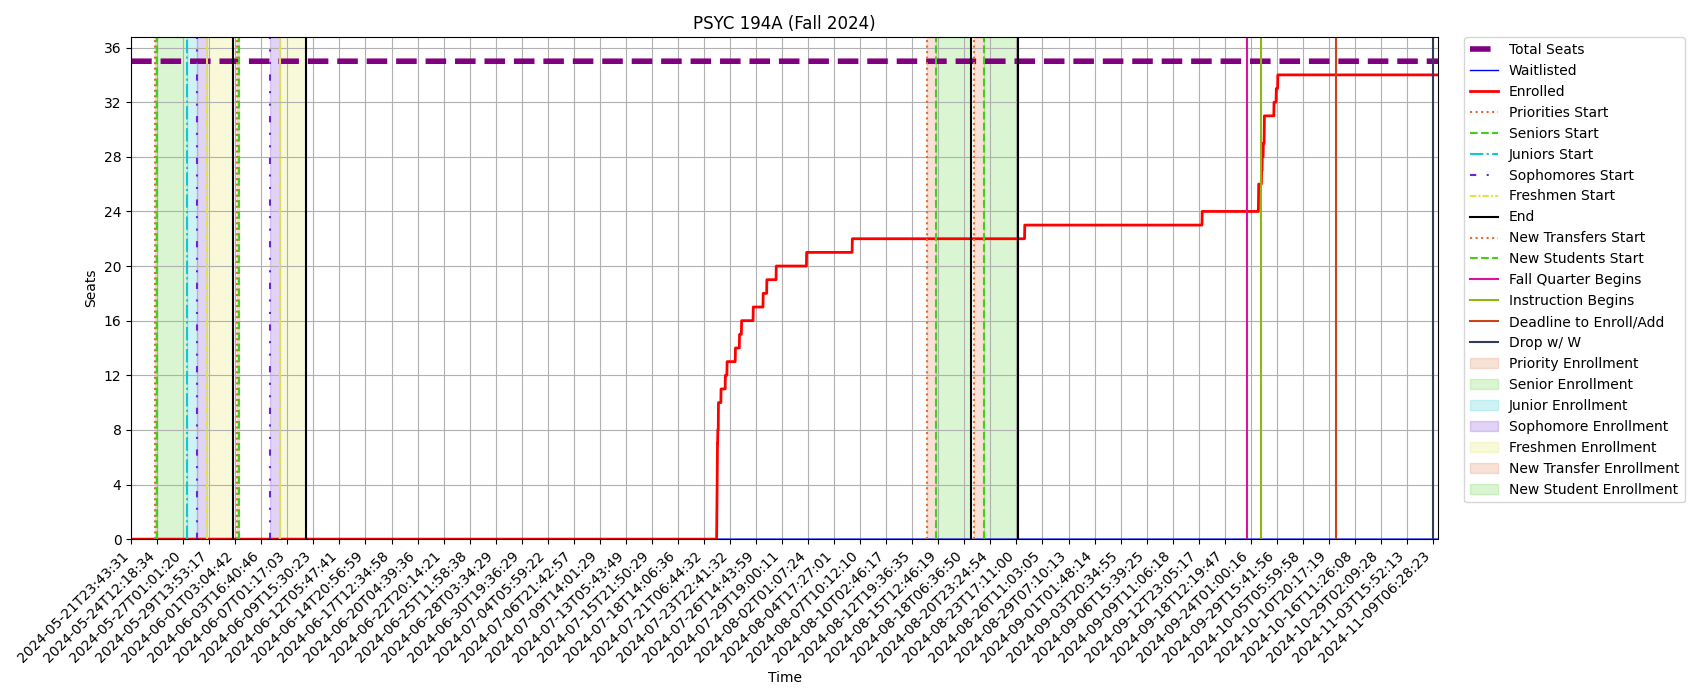 PSYC 194A (Fall 2024)
Seats
36
32
28
24
20
16
12
8
4
0
2024-05-21T23:43:31
2024-05-24T12:18:34
2024-05-27T01:01:20
2024-05-29T13:53:17
2024-06-01T03:04:42
2024-06-03T16:40:46
2024-06-07T01:17:03
2024-06-09T15:30:23
2024-06-12T05:47:41
2024-06-14T20:56:59
2024-06-17T12:34:58
2024-06-20T04:39:36
2024-06-22T20:14:21
2024-06-25T11:58:38
2024-06-28T03:34:29
2024-06-30T19:36:29
2024-07-04T05:59:22
2024-07-06T21:42:57
2024-07-09T14:01:29
2024-07-13T05:43:49
2024-07-15T21:50:29
2024-07-18T14:06:36
2024-07-21T06:44:32
2024-07-23T22:41:32
2024-07-26T14:43:59
2024-07-29T19:00:11
2024-08-02T01:07:24
2024-08-04T17:27:01
2024-08-07T10:12:10
2024-08-10T02:46:17
2024-08-12T19:36:35
2024-08-15T12:46:19
2024-08-18T06:36:50
2024-08-20T23:24:54
2024-08-23T17:11:00
2024-08-26T11:03:05
2024-08-29T07:10:13
2024-09-01T01:48:14
2024-09-03T20:34:55
2024-09-06T15:39:25
2024-09-09T11:06:18
2024-09-12T23:05:17
2024-09-18T12:19:47
2024-09-24T01:00:16
2024-09-29T15:41:56
2024-10-05T05:59:58
2024-10-10T20:17:19
2024-10-16T11:26:08
2024-10-29T02:09:28
2024-11-03T15:52:13
2024-11-09T06:28:23
Time
Total Seats
Waitlisted
Enrolled
Priorities Start
Seniors Start
Juniors Start
Sophomores Start
Freshmen Start
End
New Transfers Start
New Students Start
Fall Quarter Begins
Instruction Begins
Deadline to Enroll/Add
Drop w/ W
Priority Enrollment
Senior Enrollment
Junior Enrollment
Sophomore Enrollment
Freshmen Enrollment
New Transfer Enrollment
New Student Enrollment